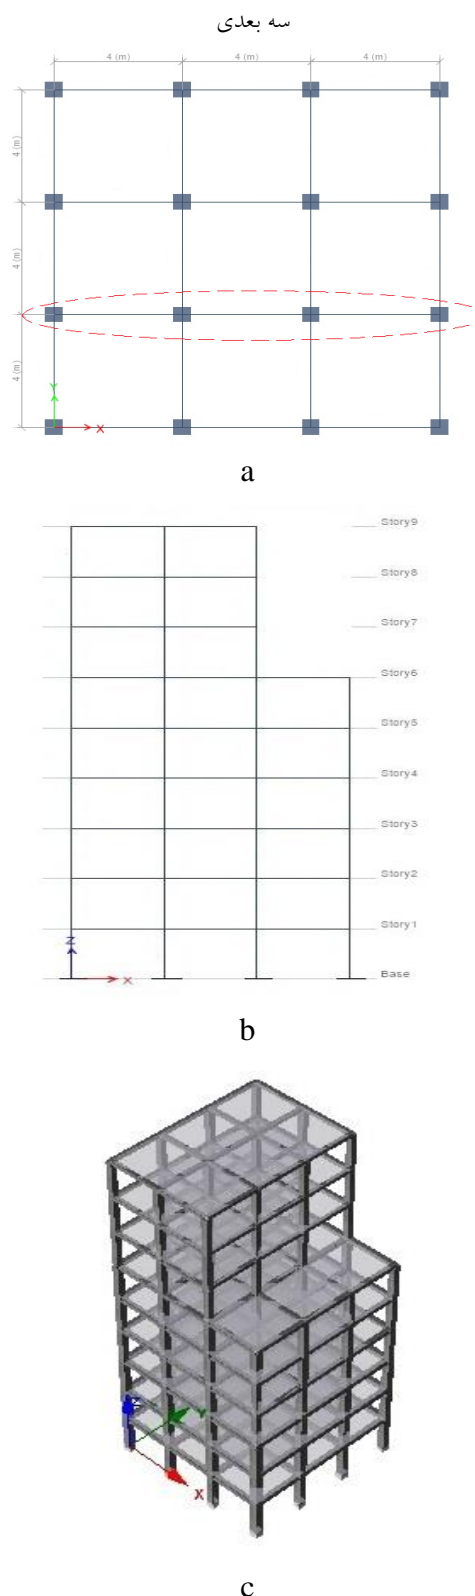 سه بعدی
4 (m) 4 (m) 4 (m)
4 (m)
4 (m)
4 (m)
Y
X
a
Story9
Story8
Story7
Story6
Story5
Story4
Story3
Story2
Story1
Z
X
Base
b
Z
Y
X
c